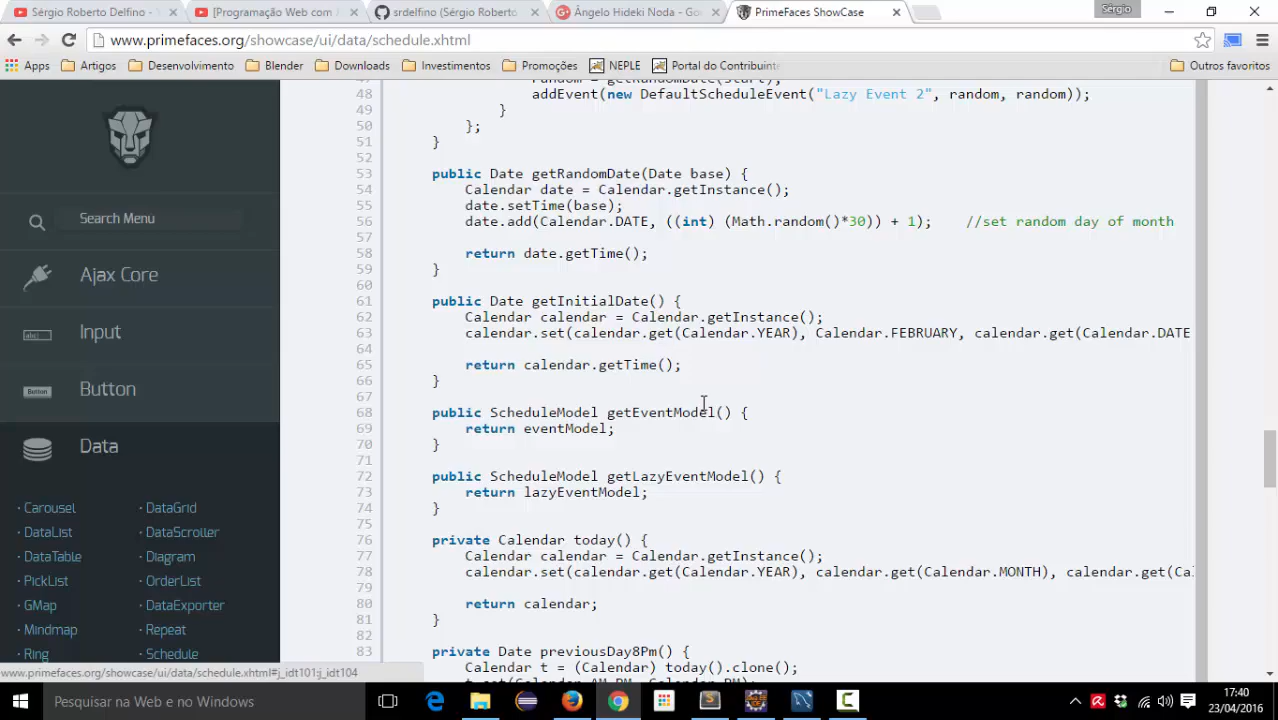 Sérgio Roberto Delfino - Y
[Programação Web com J
srdelfino (Sérgio Roberto
Ângelo Hideki Noda - Goo
PrimeFaces ShowCase
Sérgio
www.primefaces.org/showcase/ui/data/schedule.xhtml
Apps
Artigos
Desenvolvimento
Blender
Downloads
Investimentos
Promoções
NEPLE
Portal do Contribuinte
Outros favoritos
Search Menu
Ajax Core
Input
Button
Data
· Carousel
· DataGrid
· DataList
· DataScroller
· DataTable
· Diagram
· PickList
· OrderList
· GMap
· DataExporter
· Mindmap
· Repeat
· Ring
· Schedule
47 random = getRandomDate(start);
48 addEvent(new DefaultScheduleEvent("Lazy Event 2", random, random));
49 }
50 };
51 }
52
53 public Date getRandomDate(Date base) {
54 Calendar date = Calendar.getInstance();
55 date.setTime(base);
56 date.add(Calendar.DATE, ((int) (Math.random()*30)) + 1); //set random day of month
57
58 return date.getTime();
59 }
60
61 public Date getInitialDate() {
62 Calendar calendar = Calendar.getInstance();
63 calendar.set(calendar.get(Calendar.YEAR), Calendar.FEBRUARY, calendar.get(Calendar.DATE
64
65 return calendar.getTime();
66 }
67
68 public ScheduleModel getEventModel() {
69 return eventModel;
70 }
71
72 public ScheduleModel getLazyEventModel() {
73 return lazyEventModel;
74 }
75
76 private Calendar today() {
77 Calendar calendar = Calendar.getInstance();
78 calendar.set(calendar.get(Calendar.YEAR), calendar.get(Calendar.MONTH), calendar.get(Ca
79
80 return calendar;
81 }
82
83 private Date previousDay8Pm() {
Calendar t = (Calendar) today().clone();
t.set(Calendar.AM_PM, Calendar.PM);
www.primefaces.org/showcase/ui/data/schedule.xhtml#j_idt101:j_idt104
Pesquisar na Web e no Windows
17:40
23/04/2016